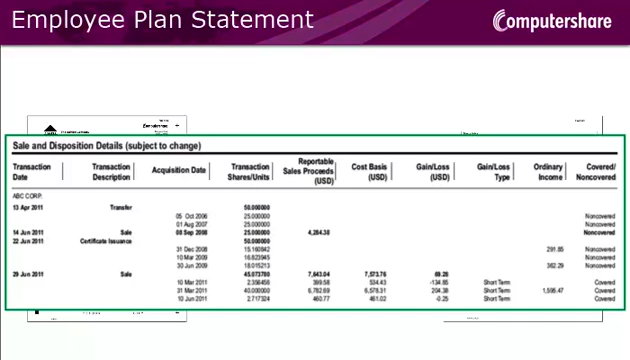 Employee Plan Statement
Computershare
Computershare
Sale and Disposition Details (subject to change)
Transaction Date Transaction Description Acquisition Date Transaction Shares/Units Reportable Sales Proceeds (USD) Cost Basis (USD) Gain/Loss (USD) Gain/Loss Type Ordinary Income Covered/Noncovered
ABC CORP.
13 Apr 2011 Transfer 50.000000
05 Oct 2006 25.000000 Noncovered
01 Aug 2007 25.000000 Noncovered
14 Jun 2011 Sale 08 Sep 2008 25.000000 4,284.38 Noncovered
22 Jun 2011 Certificate Issuance 50.000000
31 Dec 2008 15.160842 291.85 Noncovered
10 Mar 2009 16.823945 Noncovered
30 Jun 2009 18.015213 362.29 Noncovered
29 Jun 2011 Sale 45.073780 7,643.04 7,573.76 69.28
10 Mar 2011 2.356456 399.58 534.43 -134.85 Short Term Covered
31 Mar 2011 40.000000 6,782.69 6,578.31 204.38 Short Term 1,595.47 Covered
10 Jun 2011 2.717324 460.77 461.02 -0.25 Short Term Covered